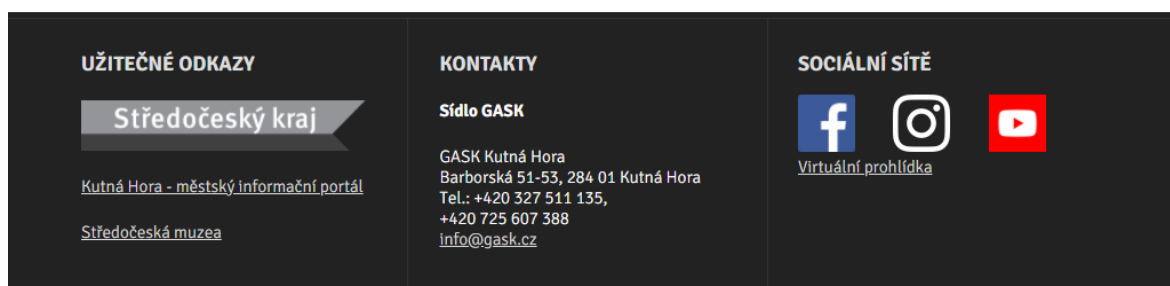 UŽITEČNÉ ODKAZY
Středočeský kraj
Kutná Hora - městský informační portál
Středočeská muzea
KONTAKTY
Sídlo GASK
GASK Kutná Hora
Barborská 51-53, 284 01 Kutná Hora
Tel.: +420 327 511 135,
+420 725 607 388
info@gask.cz
SOCIÁLNÍ SÍTĚ
Virtuální prohlídka